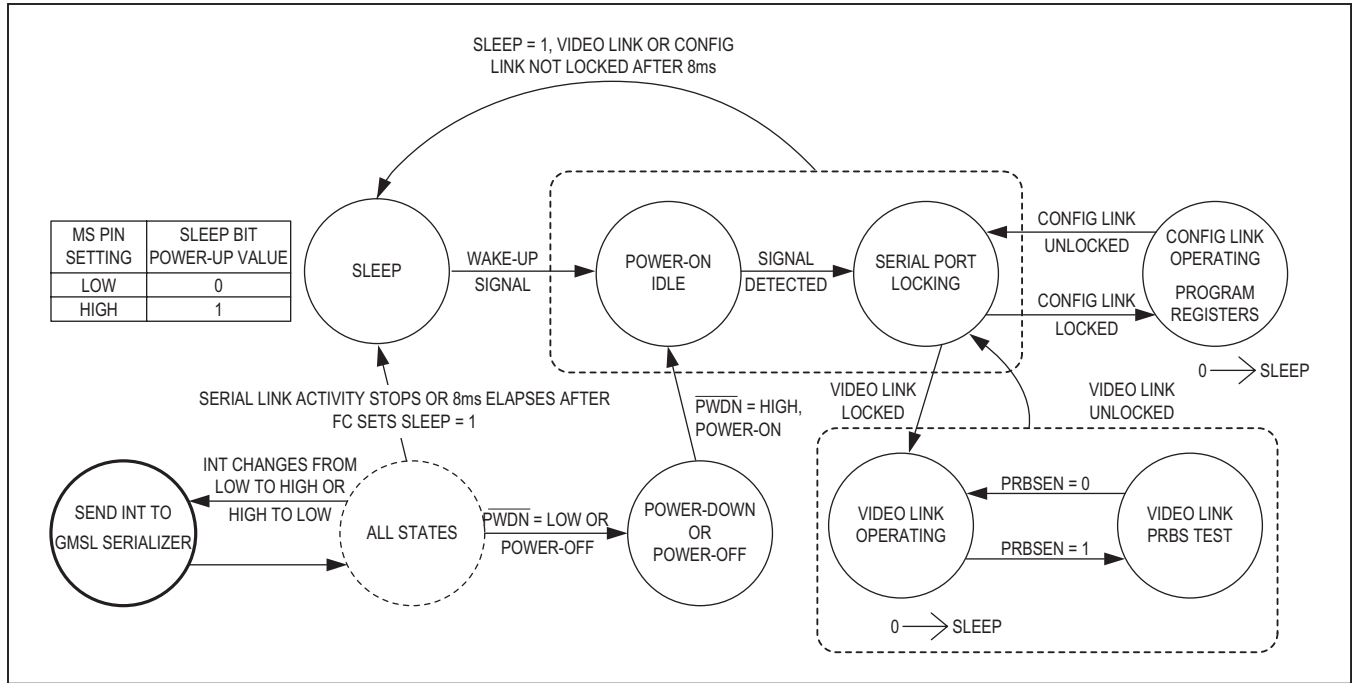 SLEEP = 1, VIDEO LINK OR CONFIG
LINK NOT LOCKED AFTER 8ms
MS PIN SETTING
SLEEP BIT POWER-UP VALUE
LOW
0
HIGH
1
SLEEP
WAKE-UP
SIGNAL
POWER-ON
IDLE
SIGNAL
DETECTED
SERIAL PORT
LOCKING
CONFIG LINK
UNLOCKED
CONFIG LINK
LOCKED
CONFIG LINK
OPERATING
PROGRAM
REGISTERS
0 → SLEEP
SERIAL LINK ACTIVITY STOPS OR 8ms ELAPSES AFTER
FC SETS SLEEP = 1
PWDN = HIGH,
POWER-ON
VIDEO LINK
LOCKED
VIDEO LINK
UNLOCKED
INT CHANGES FROM
LOW TO HIGH OR
HIGH TO LOW
SEND INT TO
GMSL SERIALIZER
ALL STATES
PWDN = LOW OR
POWER-OFF
POWER-DOWN
OR
POWER-OFF
VIDEO LINK
OPERATING
PRBSEN = 0
PRBSEN = 1
VIDEO LINK
PRBS TEST
0 → SLEEP